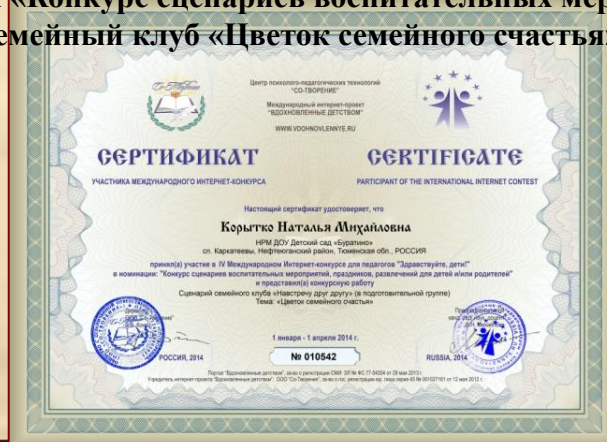 «Конкурс сценариев воспитательных мер
семейный клуб «Цветок семейного счастья»
Центр психолого-педагогических технологий
"СО-ТВОРЕНИЕ"
Международный интернет-проект
"ВДОХНОВЛЕННЫЕ ДЕТСТВОМ"
WWW.VDOHNOVLENNYE.RU
СЕРТИФИКАТ
УЧАСТНИКА МЕЖДУНАРОДНОГО ИНТЕРНЕТ-КОНКУРСА
CERTIFICATE
PARTICIPANT OF THE INTERNATIONAL INTERNET CONTEST
Настоящий сертификат удостоверяет, что
Корытко Наталья Михайловна
НРМ ДОУ Детский сад «Буратино»
сп. Каркатеевы, Нефтеюганский район, Тюменская обл., РОССИЯ
принял(а) участие в IV Международном Интернет-конкурсе для педагогов "Здравствуйте, дети!"
в номинации: "Конкурс сценариев воспитательных мероприятий, праздников, развлечений для детей и/или родителей"
и представил(а) конкурсную работу
Сценарий семейного клуба «Навстречу друг другу» (в подготовительной группе)
Тема: «Цветок семейного счастья»
1 января - 1 апреля 2014 г.
РОССИЯ, 2014
№ 010542
RUSSIA, 2014